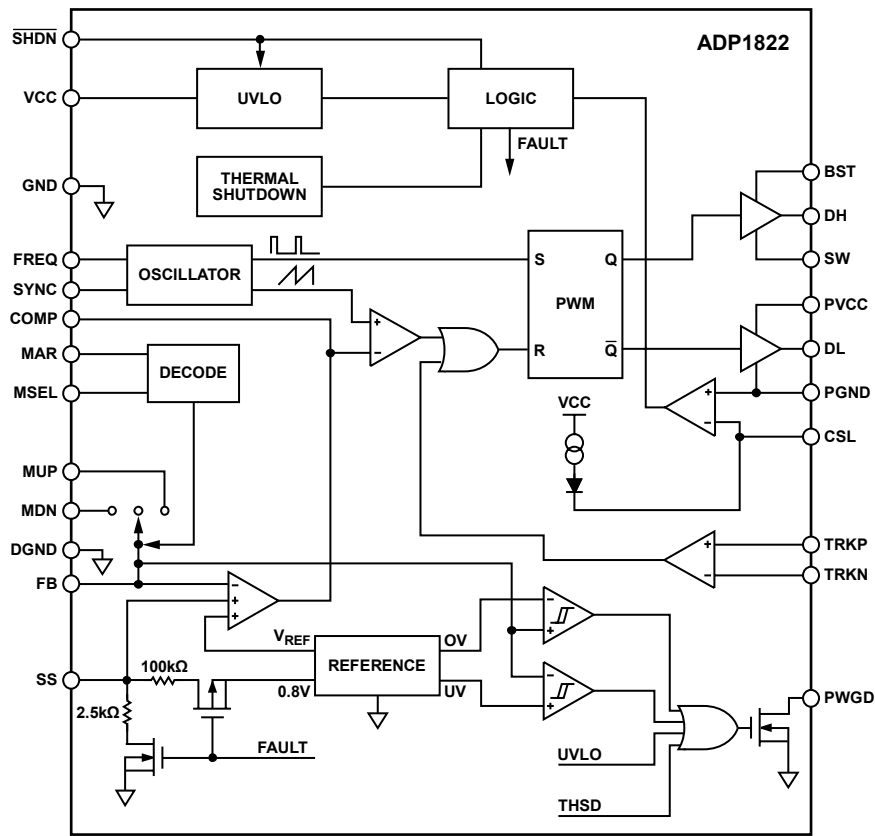 ADP1822
SHDN
VCC
UVLO
LOGIC
FAULT
THERMAL
SHUTDOWN
GND
BST
DH
SW
FREQ
SYNC
OSCILLATOR
S
Q
PWM
R
Q
COMP
+
−
PVCC
DL
PGND
CSL
+
−
MAR
MSEL
DECODE
VCC
MUP
MDN
DGND
FB
−
+
+
TRKP
TRKN
+
−
VREF
REFERENCE
OV
UV
0.8V
−
+
−
+
SS
100kΩ
2.5kΩ
FAULT
PWGD
UVLO
THSD